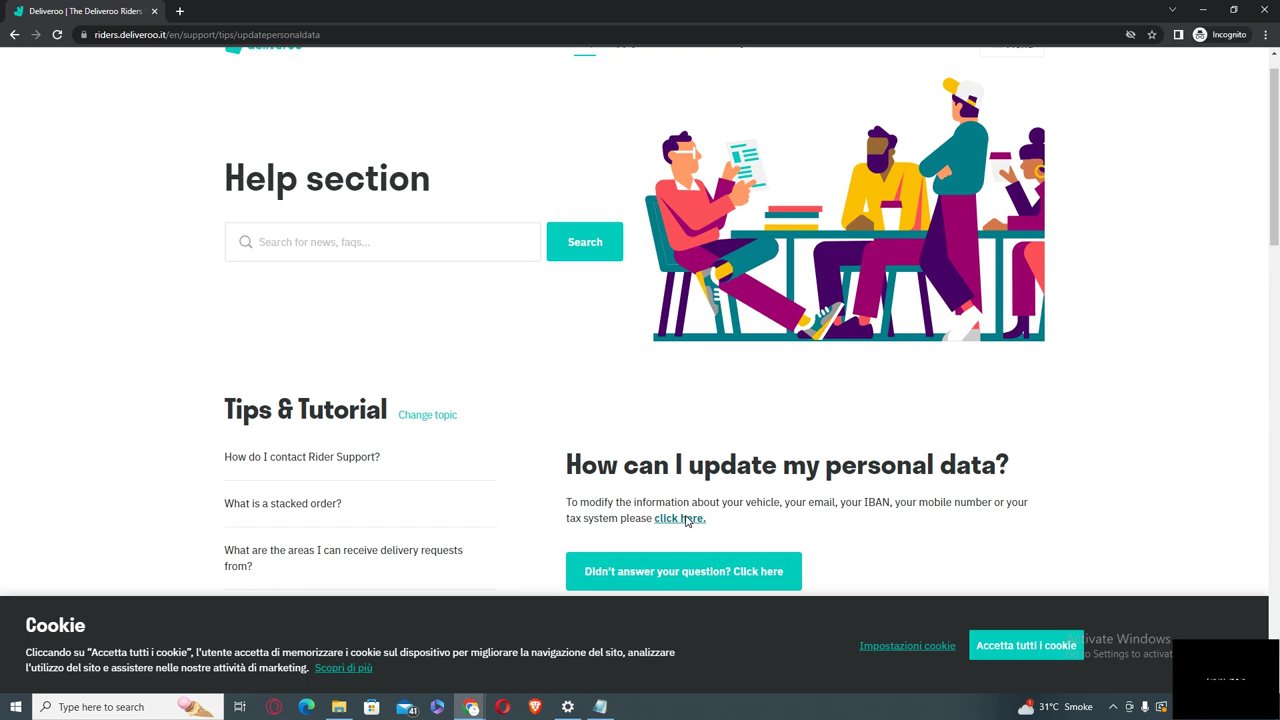 Deliveroo | The Deliveroo Riders
riders.deliveroo.it/en/support/tips/updatepersonaldata
Incognito
Help section
Search for news, faqs...
Search
Tips & Tutorial
Change topic
How do I contact Rider Support?
What is a stacked order?
What are the areas I can receive delivery requests
from?
How can I update my personal data?
To modify the information about your vehicle, your email, your IBAN, your mobile number or your
tax system please click here.
Didn't answer your question? Click here
Cookie
Cliccando su "Accetta tutti i cookie", l'utente accetta di memorizzare i cookie sul dispositivo per migliorare la navigazione del sito, analizzare
l'utilizzo del sito e assistere nelle nostre attività di marketing. Scopri di più
Impostazioni cookie
Accetta tutti i cookie
Activate Windows
to Settings to activat
Type here to search
41
31°C Smoke